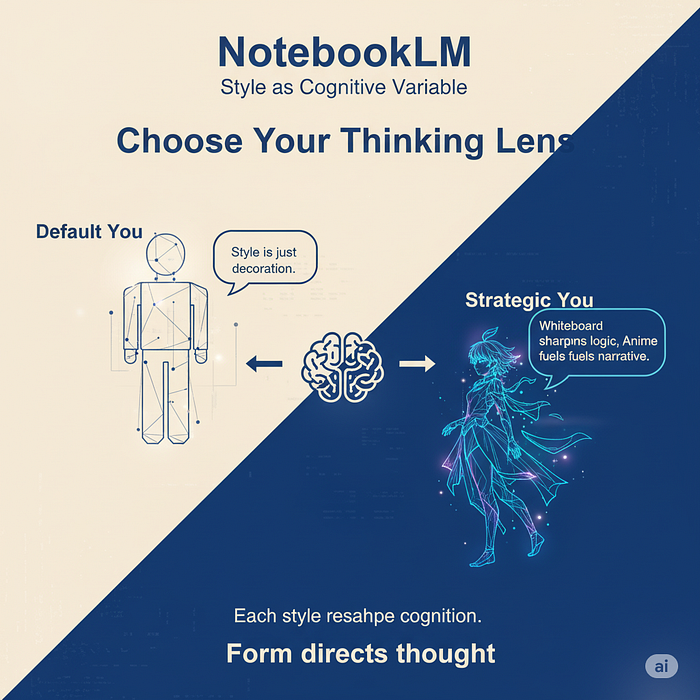 NotebookLM
Style as Cognitive Variable
Choose Your Thinking Lens
Default You
Style is just
decoration.
Strategic You
Whiteboard
sharpns logic, Anime
fuels fuels narrative.
Each style resahpe cognition.
Form directs thought
ai